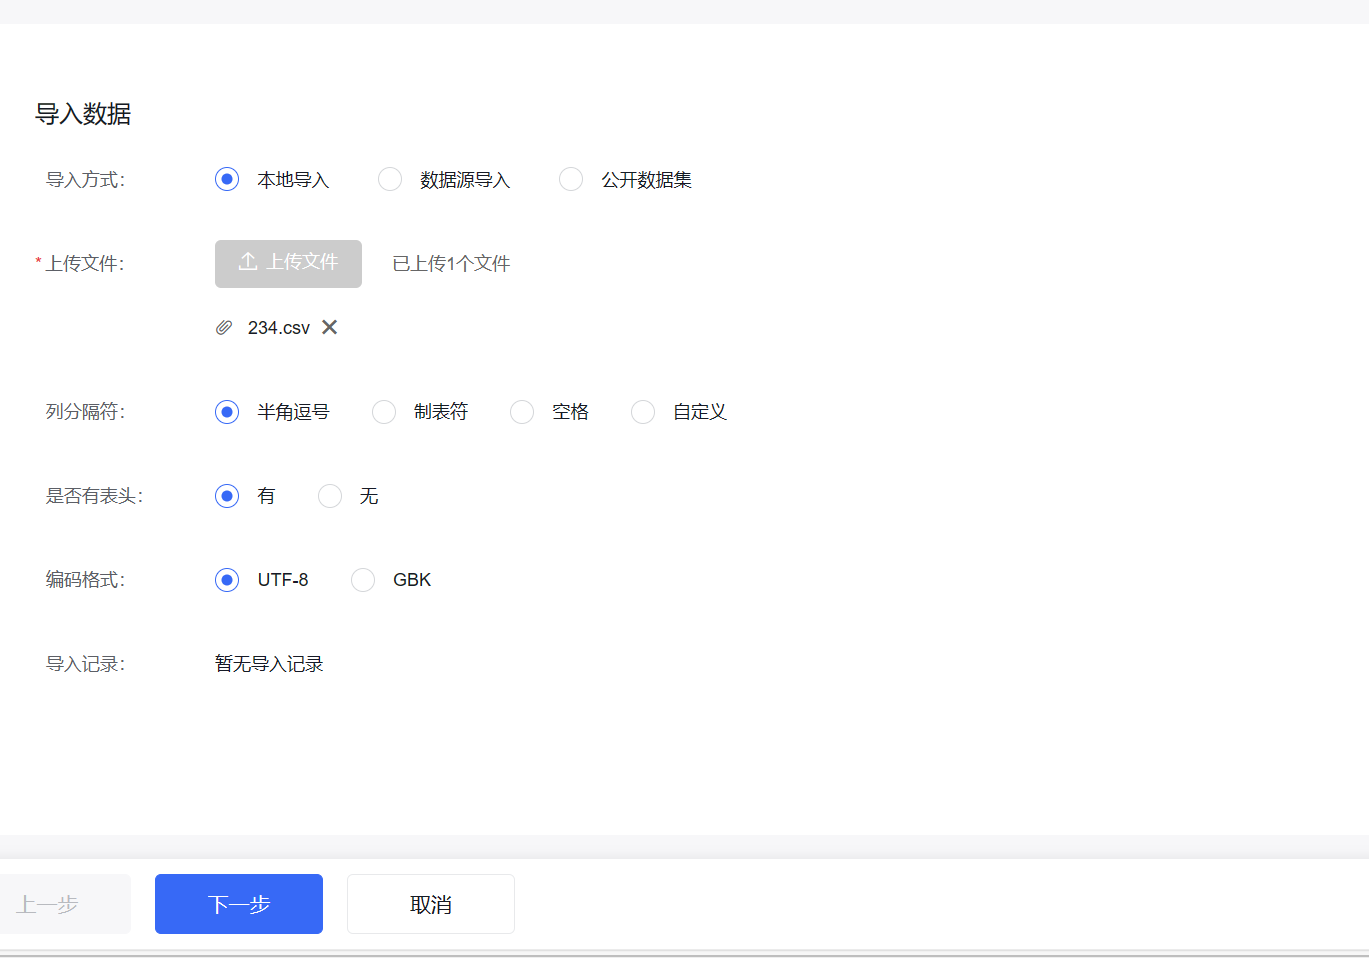 导入数据
导入方式: 本地导入 数据源导入 公开数据集
*上传文件: 上传文件 已上传1个文件
234.csv
列分隔符: 半角逗号 制表符 空格 自定义
是否有表头: 有 无
编码格式: UTF-8 GBK
导入记录: 暂无导入记录
上一步 下一步 取消